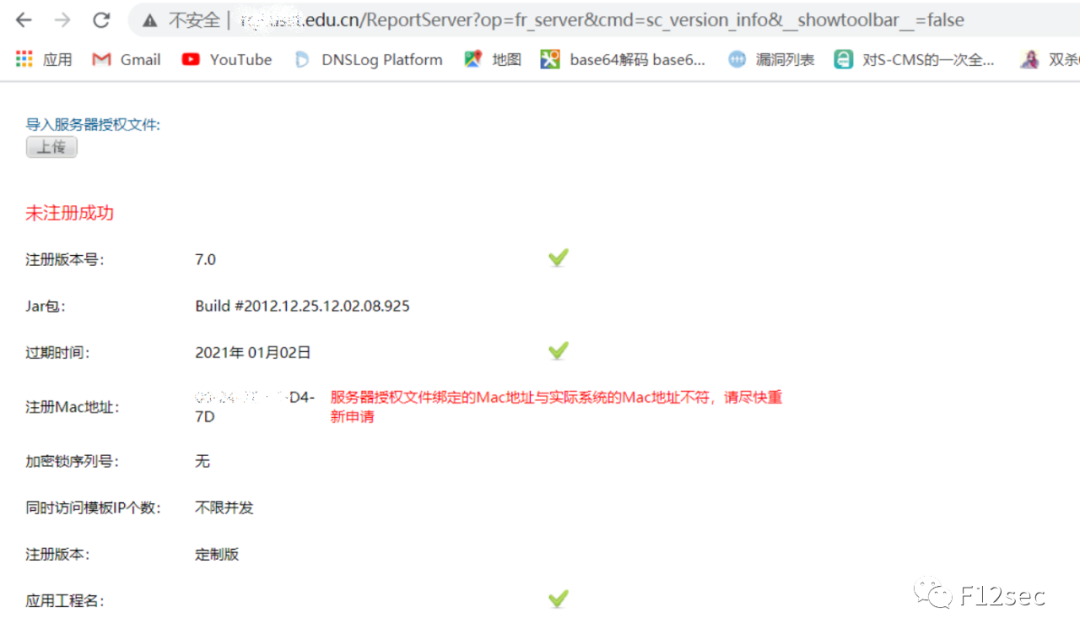 不安全 | .edu.cn/ReportServer?op=fr_server&cmd=sc_version_info&__showtoolbar__=false
应用 Gmail YouTube DNSLog Platform 地图 base64解码 base6... 漏洞列表 对S-CMS的一次全... 双杀
导入服务器授权文件:
上传
未注册成功
注册版本号: 7.0
Jar包: Build #2012.12.25.12.02.08.925
过期时间: 2021年 01月02日
注册Mac地址: -D4-7D 服务器授权文件绑定的Mac地址与实际系统的Mac地址不符，请尽快重新申请
加密锁序列号: 无
同时访问模板IP个数: 不限并发
注册版本: 定制版
应用工程名:
F12sec